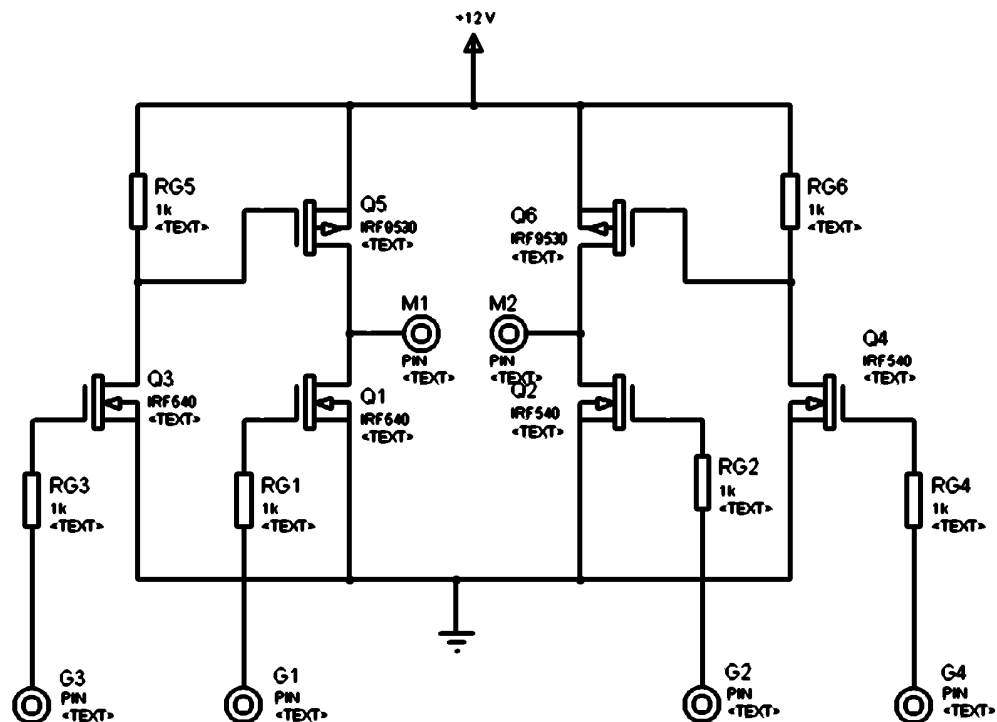 +12V
RG5
1k
<TEXT>
Q5
IRF9530
<TEXT>
Q6
IRF9530
<TEXT>
RG6
1k
<TEXT>
M1
PIN
<TEXT>
M2
PIN
<TEXT>
Q3
IRF640
<TEXT>
Q1
IRF640
<TEXT>
Q2
IRF540
<TEXT>
Q4
IRF540
<TEXT>
RG3
1k
<TEXT>
RG1
1k
<TEXT>
RG2
1k
<TEXT>
RG4
1k
<TEXT>
G3
PIN
<TEXT>
G1
PIN
<TEXT>
G2
PIN
<TEXT>
G4
PIN
<TEXT>